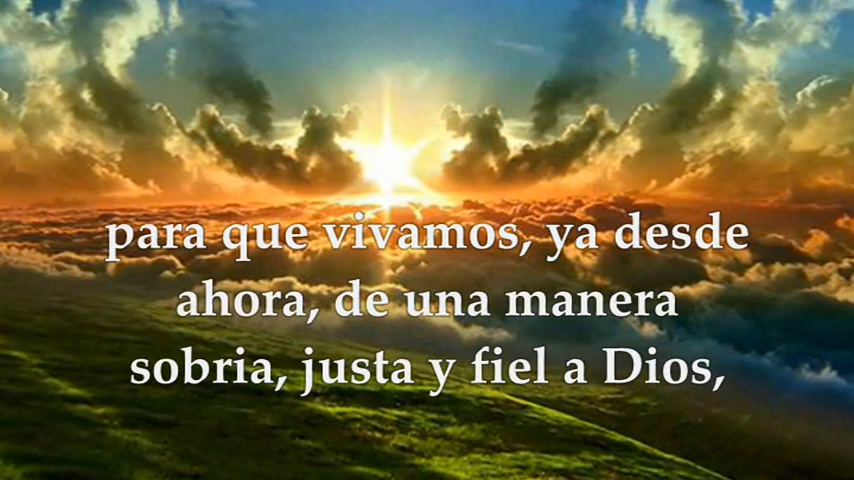 para que vivamos, ya desde
ahora, de una manera
sobria, justa y fiel a Dios,